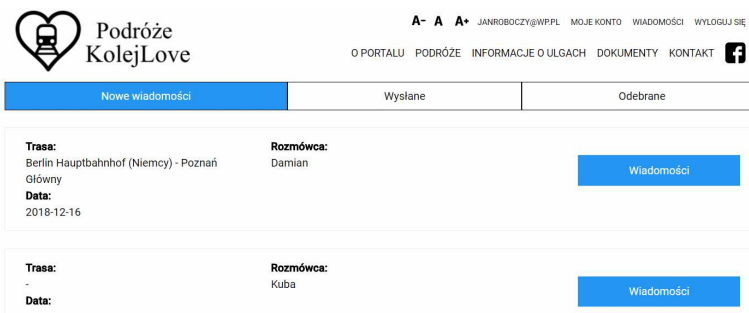 Podróże
KolejLove
A- A A+ JANROBOCZY@WP.PL MOJE KONTO WIADOMOŚCI WYLOGUJ SIĘ
O PORTALU PODRÓŻE INFORMACJE O ULGACH DOKUMENTY KONTAKT f
Nowe wiadomości Wysłane Odebrane
Trasa: Rozmówca:
Berlin Hauptbahnhof (Niemcy) - Poznań Damian
Główny
Wiadomości
Data:
2018-12-16
Trasa: Rozmówca:
- Kuba
Wiadomości
Data: